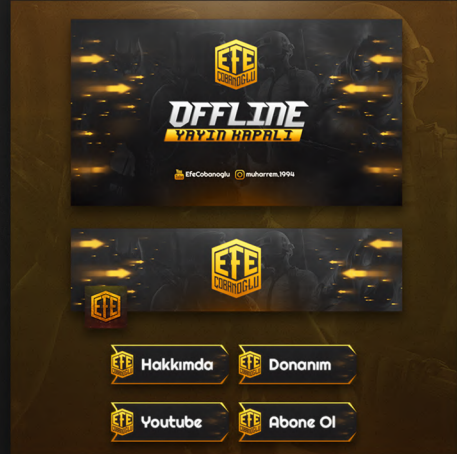 EFE
COBANOGLU
OFFLINE
YAYIN KAPALI
EfeCobanoglu muharrem.1994
EFE
COBANOGLU
EFE
EFE Hakkımda EFE Donanım
EFE Youtube EFE Abone Ol